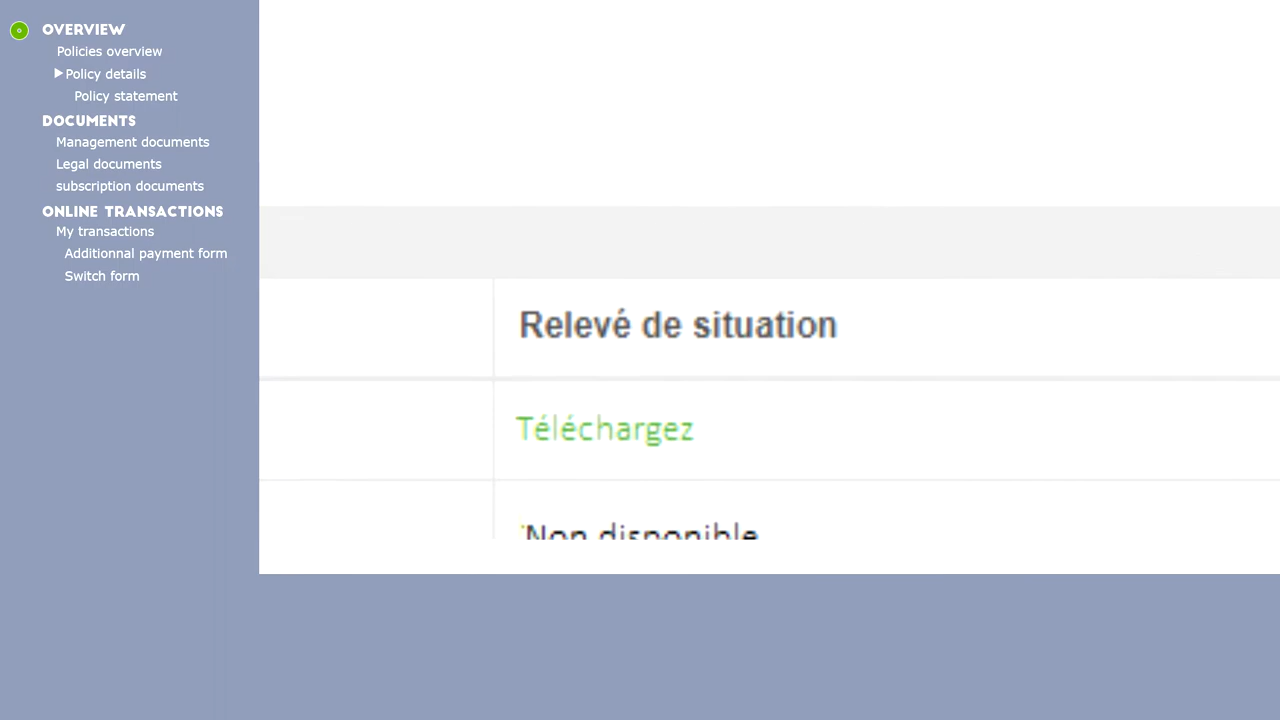 OVERVIEW
Policies overview
Policy details
Policy statement
DOCUMENTS
Management documents
Legal documents
subscription documents
ONLINE TRANSACTIONS
My transactions
Additionnal payment form
Switch form
Relevé de situation
Téléchargez
Non disponible